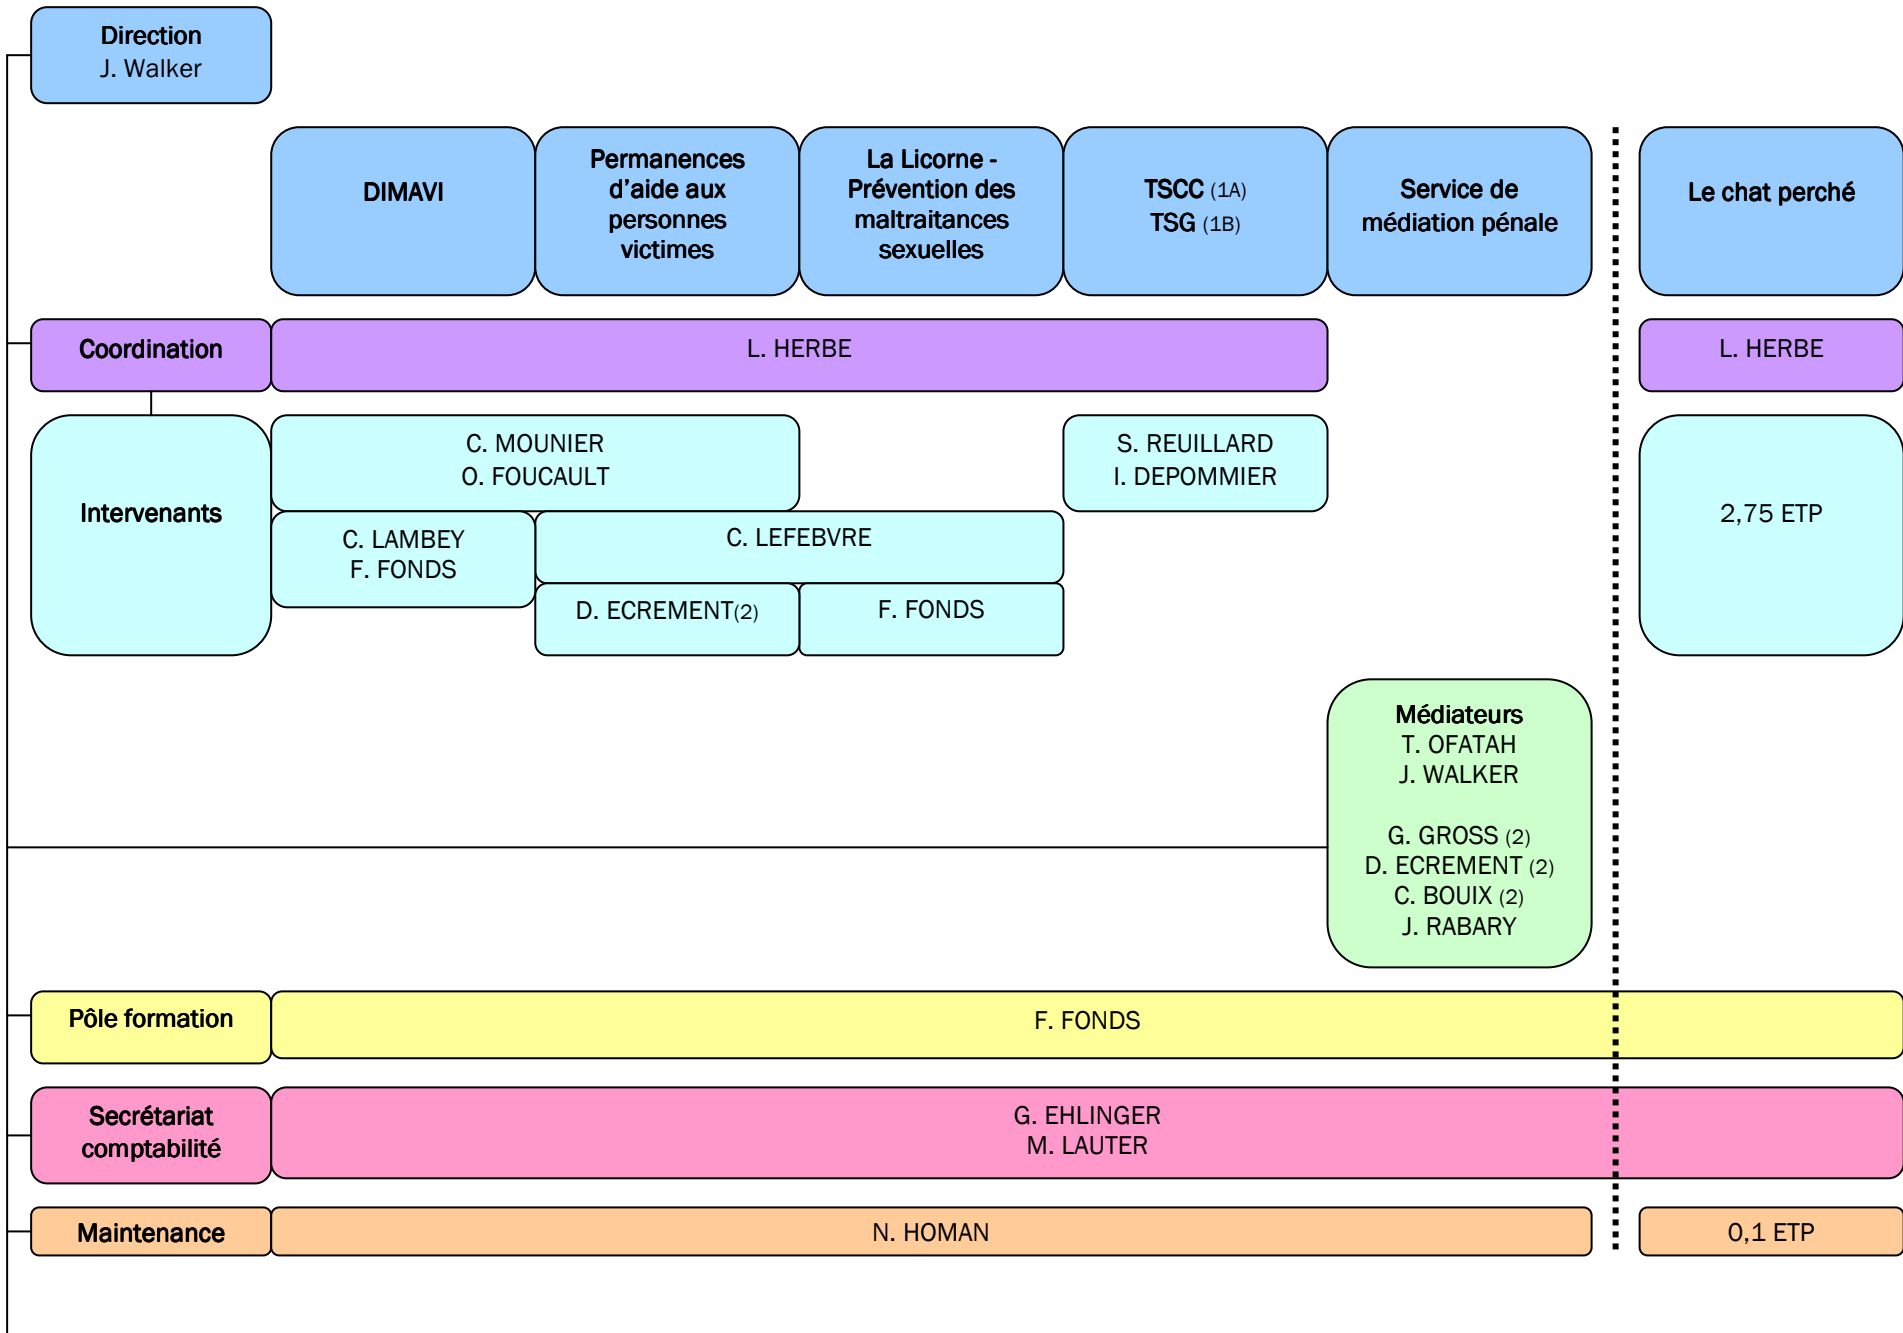 Direction
J. Walker
DIMAVI
Permanences
d’aide aux
personnes
victimes
La Licorne -
Prévention des
maltraitances
sexuelles
TSCC (1A)
TSG (1B)
Service de
médiation pénale
Le chat perché
Coordination
L. HERBE
L. HERBE
Intervenants
C. MOUNIER
O. FOUCAULT
S. REUILLARD
I. DEPOMMIER
2,75 ETP
C. LAMBEY
F. FONDS
C. LEFEBVRE
D. ECREMENT(2)
F. FONDS
Médiateurs
T. OFATAH
J. WALKER
G. GROSS (2)
D. ECREMENT (2)
C. BOUIX (2)
J. RABARY
Pôle formation
F. FONDS
Secrétariat
comptabilité
G. EHLINGER
M. LAUTER
Maintenance
N. HOMAN
0,1 ETP